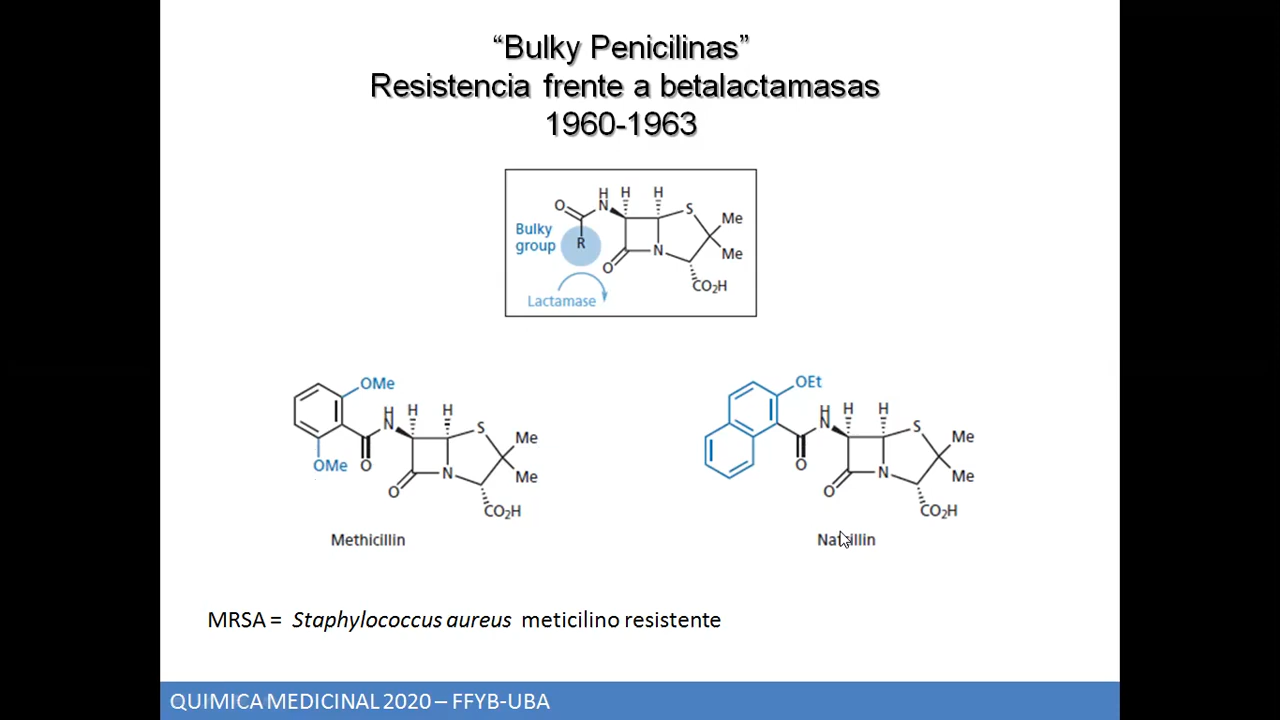 “Bulky Penicilinas”
Resistencia frente a betalactamasas
1960-1963
H H H
O N S Me
Bulky
group R
N Me
O
CO₂H
Lactamase
OMe
H H H
N S Me
OMe O N Me
O
CO₂H
Methicillin
OEt
H H H
N S Me
O N Me
O
CO₂H
MRSA = Staphylococcus aureus meticilino resistente
QUIMICA MEDICINAL 2020 – FFYB-UBA